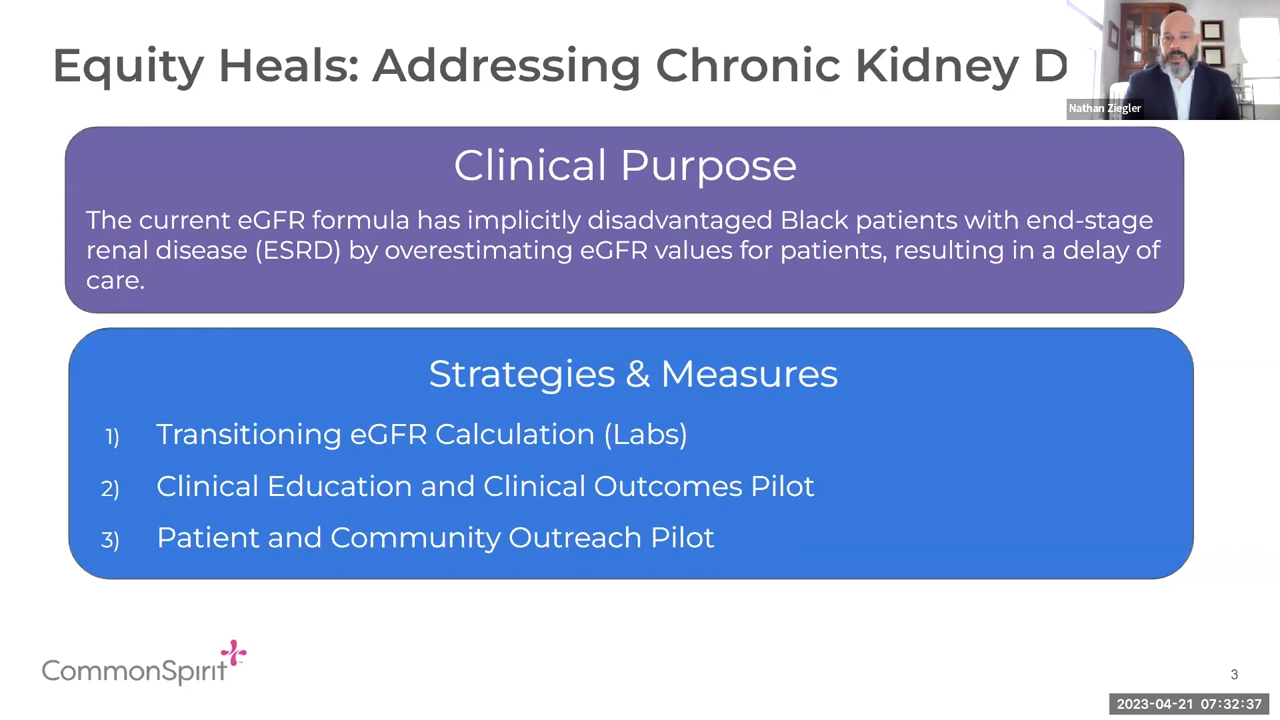 Equity Heals: Addressing Chronic Kidney D
Nathan Ziegler
Clinical Purpose
The current eGFR formula has implicitly disadvantaged Black patients with end-stage
renal disease (ESRD) by overestimating eGFR values for patients, resulting in a delay of
care.
Strategies & Measures
1) Transitioning eGFR Calculation (Labs)
2) Clinical Education and Clinical Outcomes Pilot
3) Patient and Community Outreach Pilot
CommonSpirit
3
2023-04-21 07:32:37